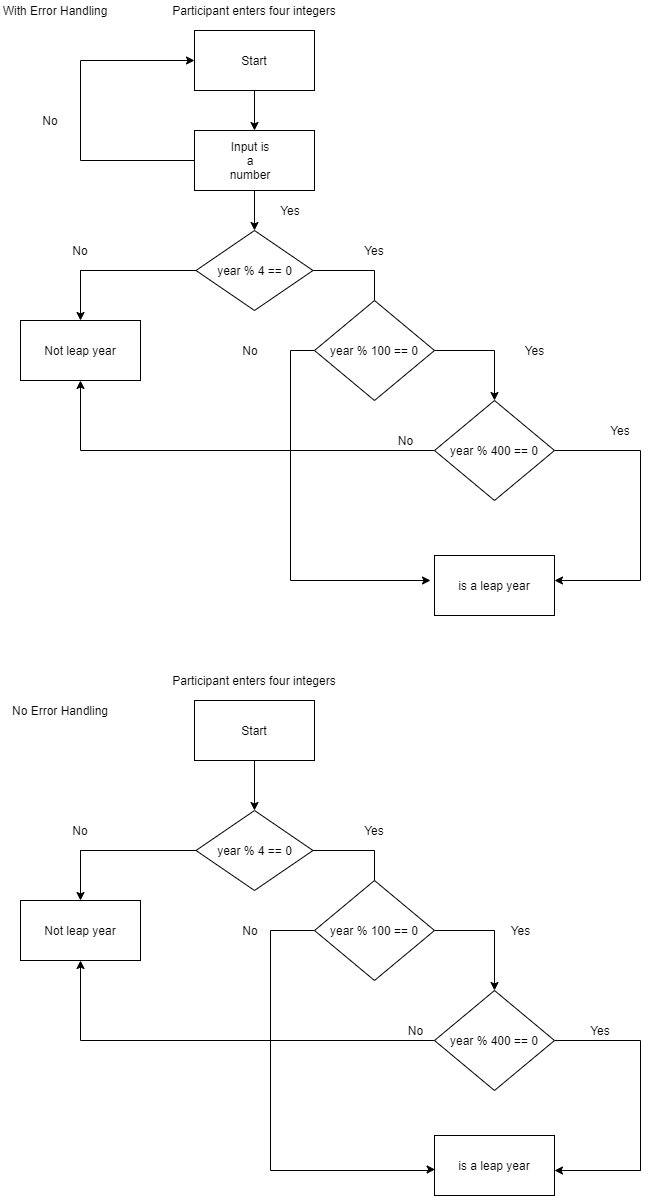 With Error Handling
Participant enters four integers
Start
No
Input is
a
number
Yes
No
Yes
year % 4 == 0
Not leap year
No
year % 100 == 0
Yes
Yes
No
year % 400 == 0
is a leap year
Participant enters four integers
No Error Handling
Start
No
Yes
year % 4 == 0
Not leap year
No
year % 100 == 0
Yes
No
Yes
year % 400 == 0
is a leap year